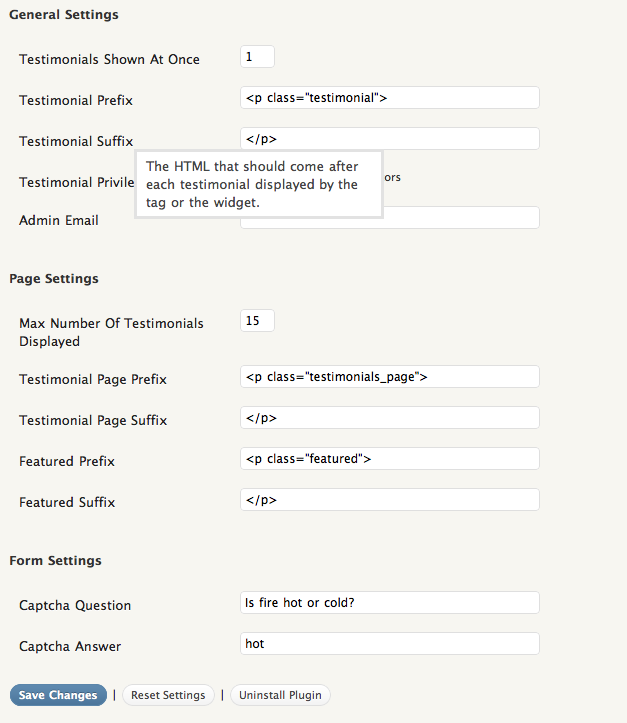 General Settings
Testimonials Shown At Once 1
Testimonial Prefix <p class="testimonial">
Testimonial Suffix </p>
The HTML that should come after
each testimonial displayed by the
tag or the widget.
Testimonial Privile ors
Admin Email
Page Settings
Max Number Of Testimonials 15
Displayed
Testimonial Page Prefix <p class="testimonials_page">
Testimonial Page Suffix </p>
Featured Prefix <p class="featured">
Featured Suffix </p>
Form Settings
Captcha Question Is fire hot or cold?
Captcha Answer hot
Save Changes | Reset Settings | Uninstall Plugin